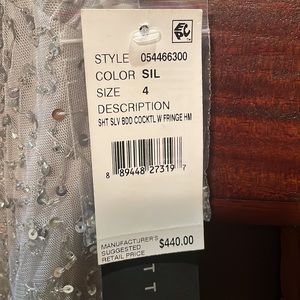 STYLE 054466300
COLOR SIL
SIZE 4
DESCRIPTION
SHT SLV BDD COCKTL W FRINGE HM
8 89448 27319 7
MANUFACTURER'S
SUGGESTED
RETAIL PRICE $440.00
T T